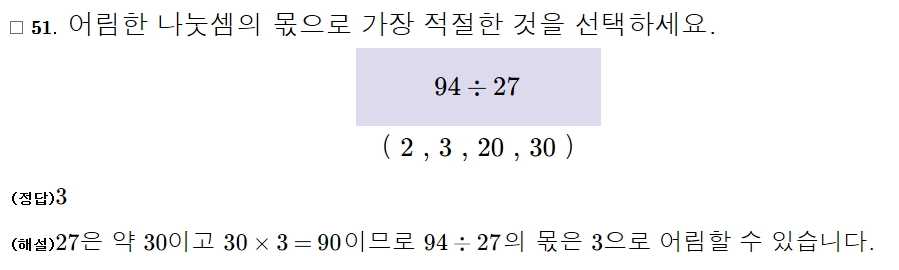 □ 51. 어림한 나눗셈의 몫으로 가장 적절한 것을 선택하세요.
94 ÷ 27
( 2 , 3 , 20 , 30 )
(정답)3
(해설)27은 약 30이고 30 × 3 = 90이므로 94 ÷ 27의 몫은 3으로 어림할 수 있습니다.